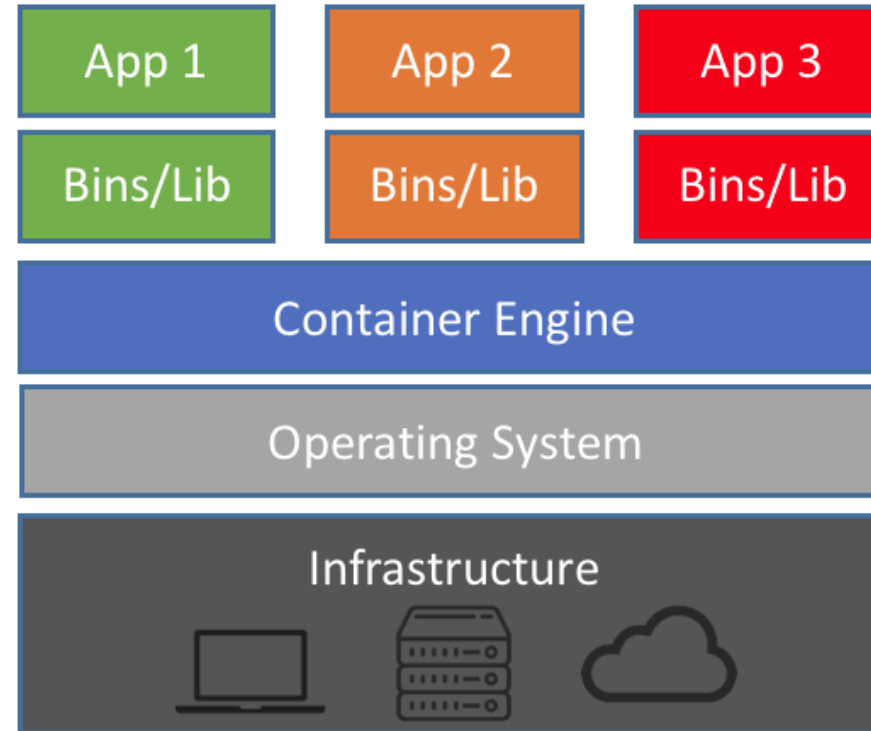 App 1
App 2
App 3
Bins/Lib
Bins/Lib
Bins/Lib
Container Engine
Operating System
Infrastructure